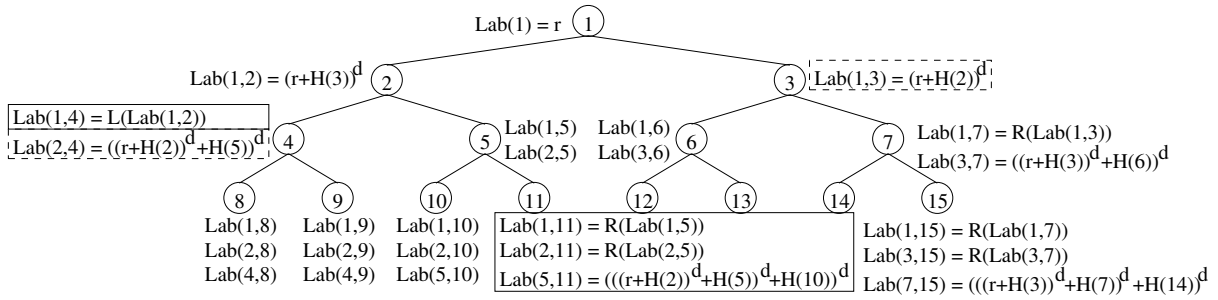 Lab(1) = r 1
Lab(1,2) = (r+H(3))^d 2 3 Lab(1,3) = (r+H(2))^d
Lab(1,4) = L(Lab(1,2))
Lab(2,4) = ((r+H(2))^d+H(5))^d
4 5 6 7
Lab(1,5)
Lab(2,5)
Lab(1,6)
Lab(3,6)
Lab(1,7) = R(Lab(1,3))
Lab(3,7) = ((r+H(3))^d+H(6))^d
8 9 10 11 12 13 14 15
Lab(1,8)
Lab(2,8)
Lab(4,8)
Lab(1,9)
Lab(2,9)
Lab(4,9)
Lab(1,10)
Lab(2,10)
Lab(5,10)
Lab(1,11) = R(Lab(1,5))
Lab(2,11) = R(Lab(2,5))
Lab(5,11) = (((r+H(2))^d+H(5))^d+H(10))^d
Lab(1,15) = R(Lab(1,7))
Lab(3,15) = R(Lab(3,7))
Lab(7,15) = (((r+H(3))^d+H(7))^d+H(14))^d